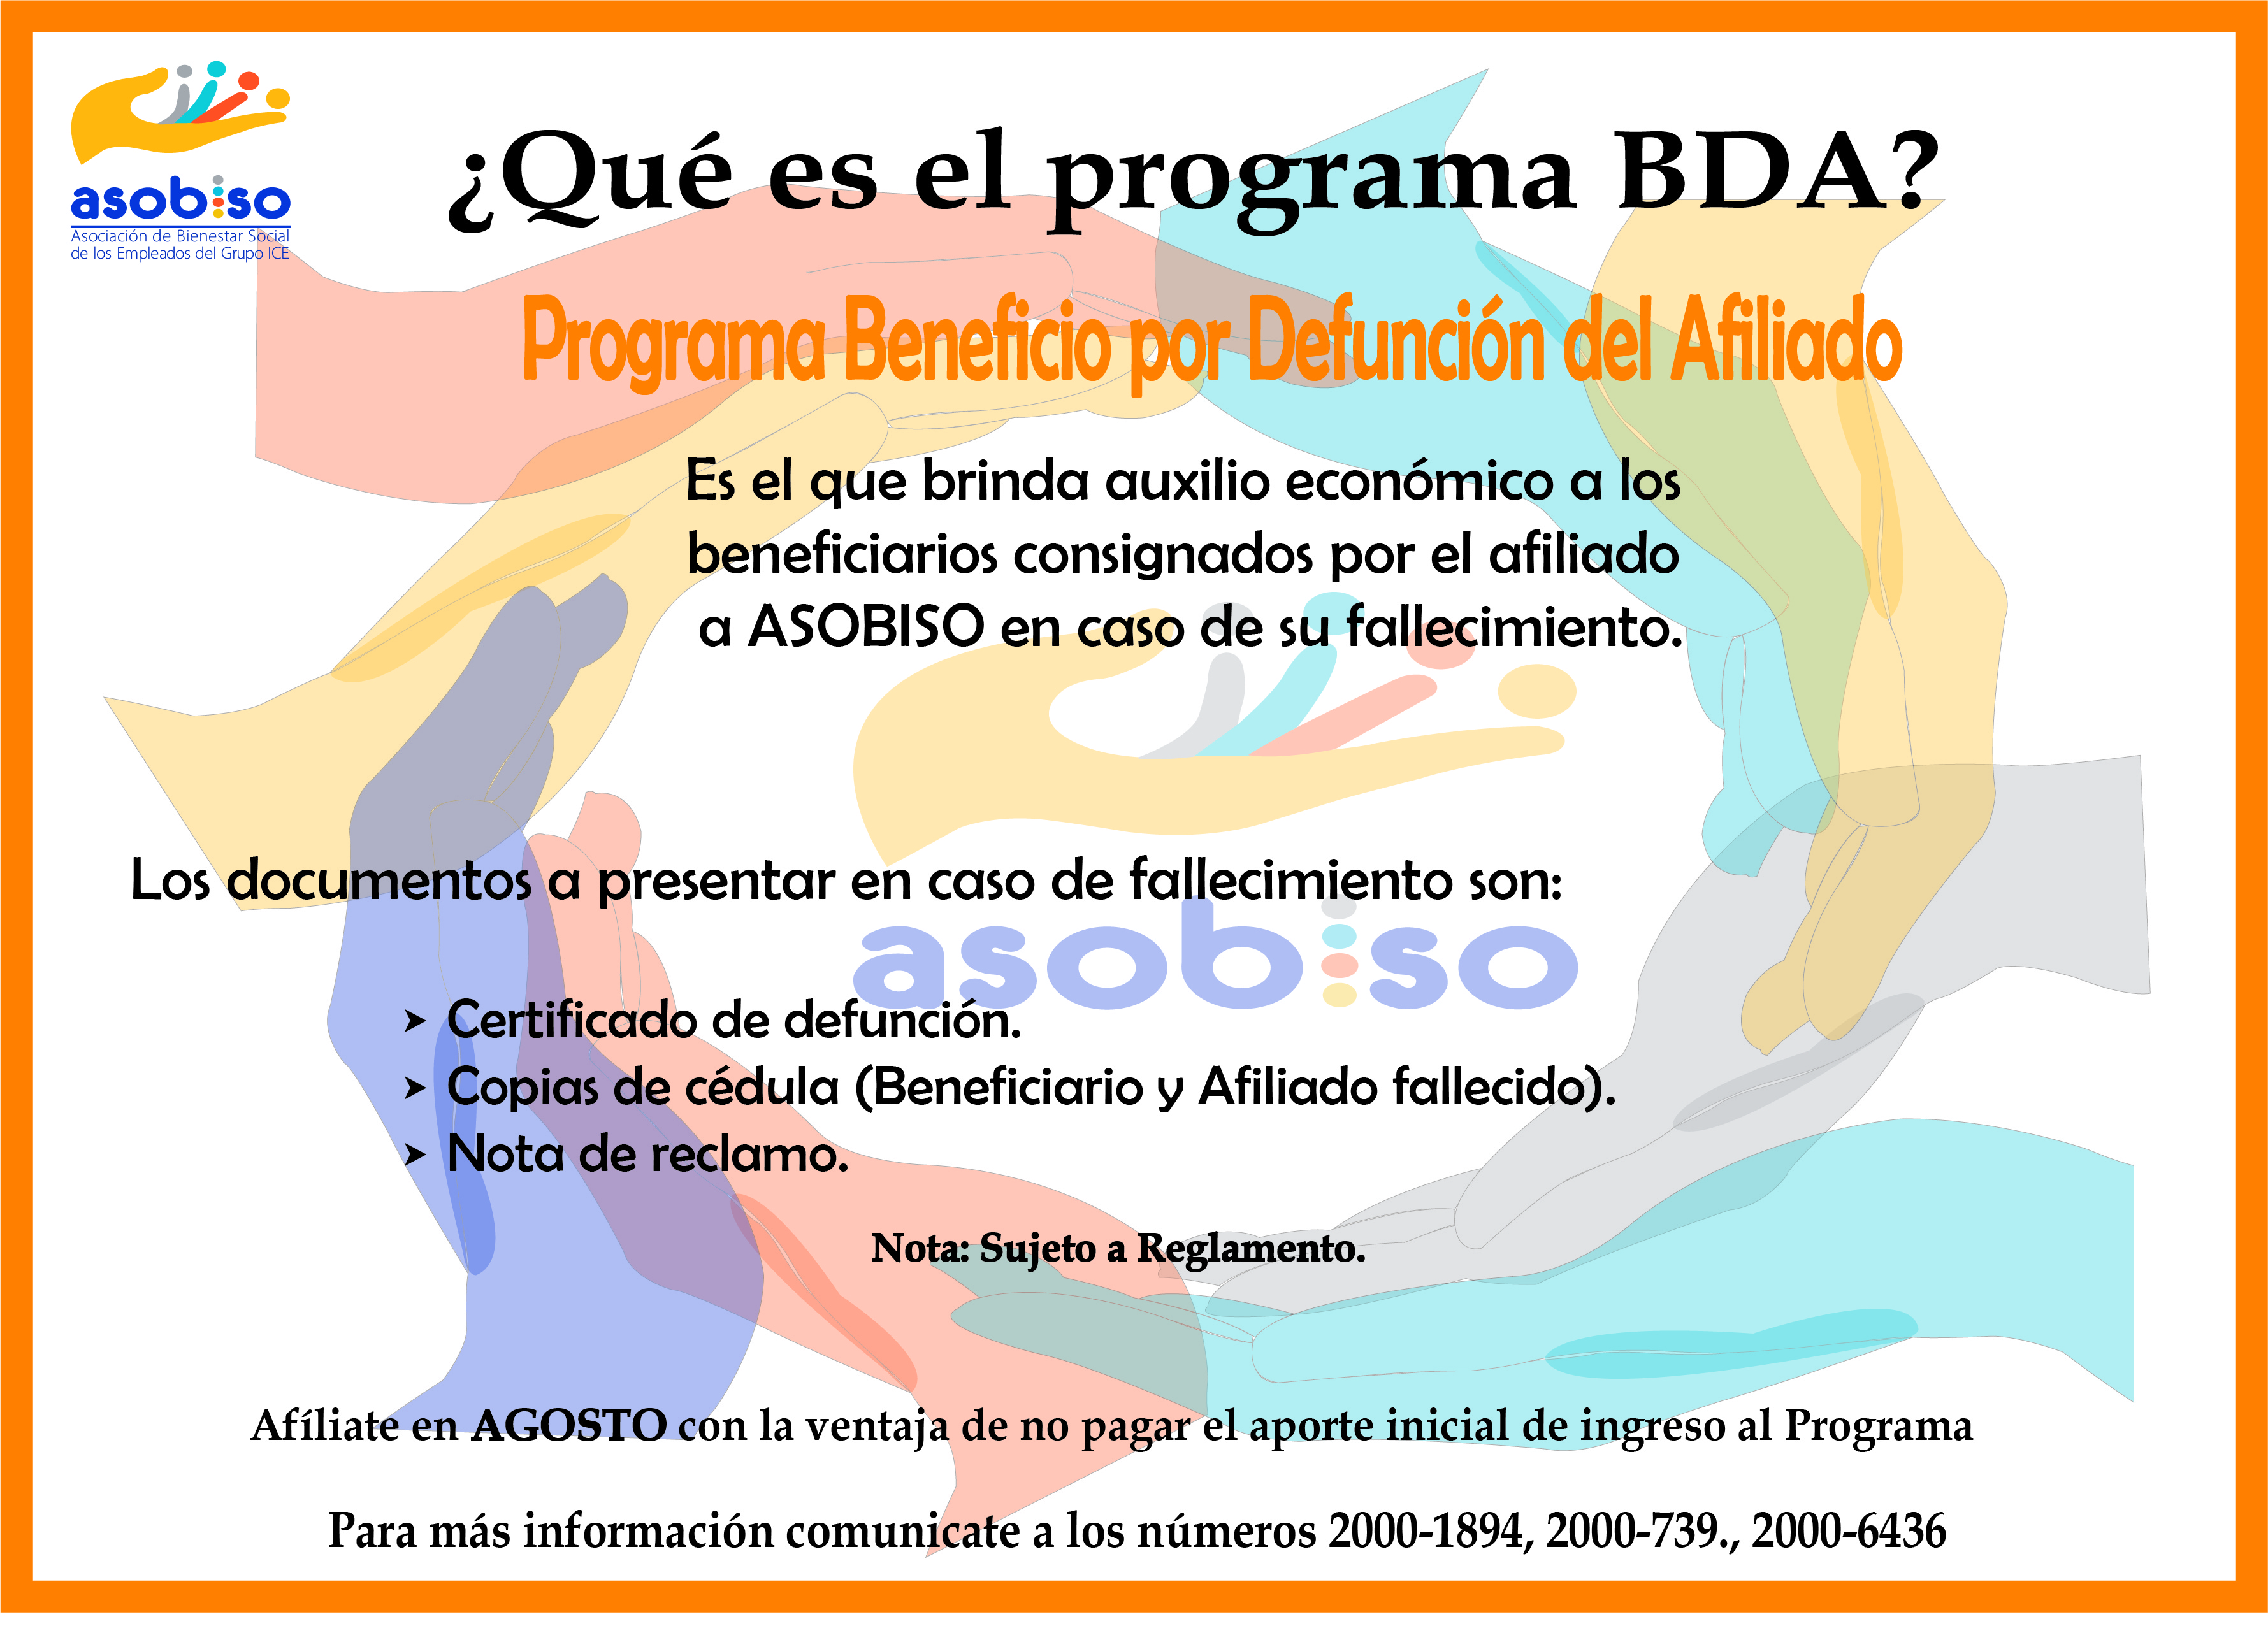 asobiso
Asociación de Bienestar Social
de los Empleados del Grupo ICE
¿Qué es el programa BDA?
Programa Beneficio por Defunción del Afiliado
Es el que brinda auxilio económico a los
beneficiarios consignados por el afiliado
a ASOBISO en caso de su fallecimiento.
Los documentos a presentar en caso de fallecimiento son:
asobiso
➤ Certificado de defunción.
➤ Copias de cédula (Beneficiario y Afiliado fallecido).
➤ Nota de reclamo.
Nota: Sujeto a Reglamento.
Afíliate en AGOSTO con la ventaja de no pagar el aporte inicial de ingreso al Programa
Para más información comunicate a los números 2000-1894, 2000-739., 2000-6436